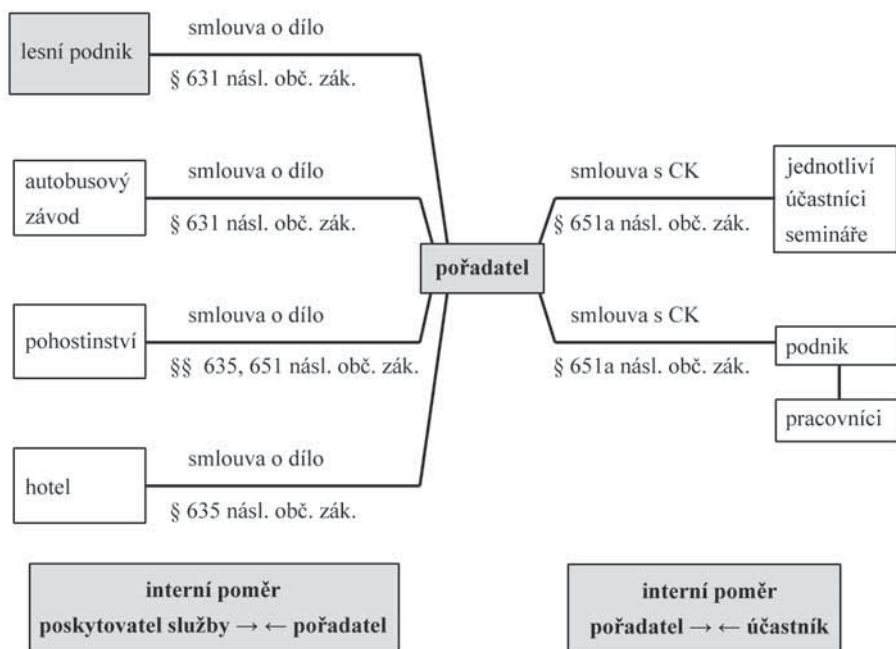 smlouva o dílo
lesní podnik
§ 631 násl. obč. zák.
smlouva o dílo
autobusový
závod
§ 631 násl. obč. zák.
smlouva s CK
jednotliví
účastníci
semináře
§ 651a násl. obč. zák.
pořadatel
smlouva o dílo
pohostinství
§§ 635, 651 násl. obč. zák.
smlouva s CK
podnik
§ 651a násl. obč. zák.
pracovníci
smlouva o dílo
hotel
§ 635 násl. obč. zák.
interní poměr
poskytovatel služby → ← pořadatel
interní poměr
pořadatel → ← účastník